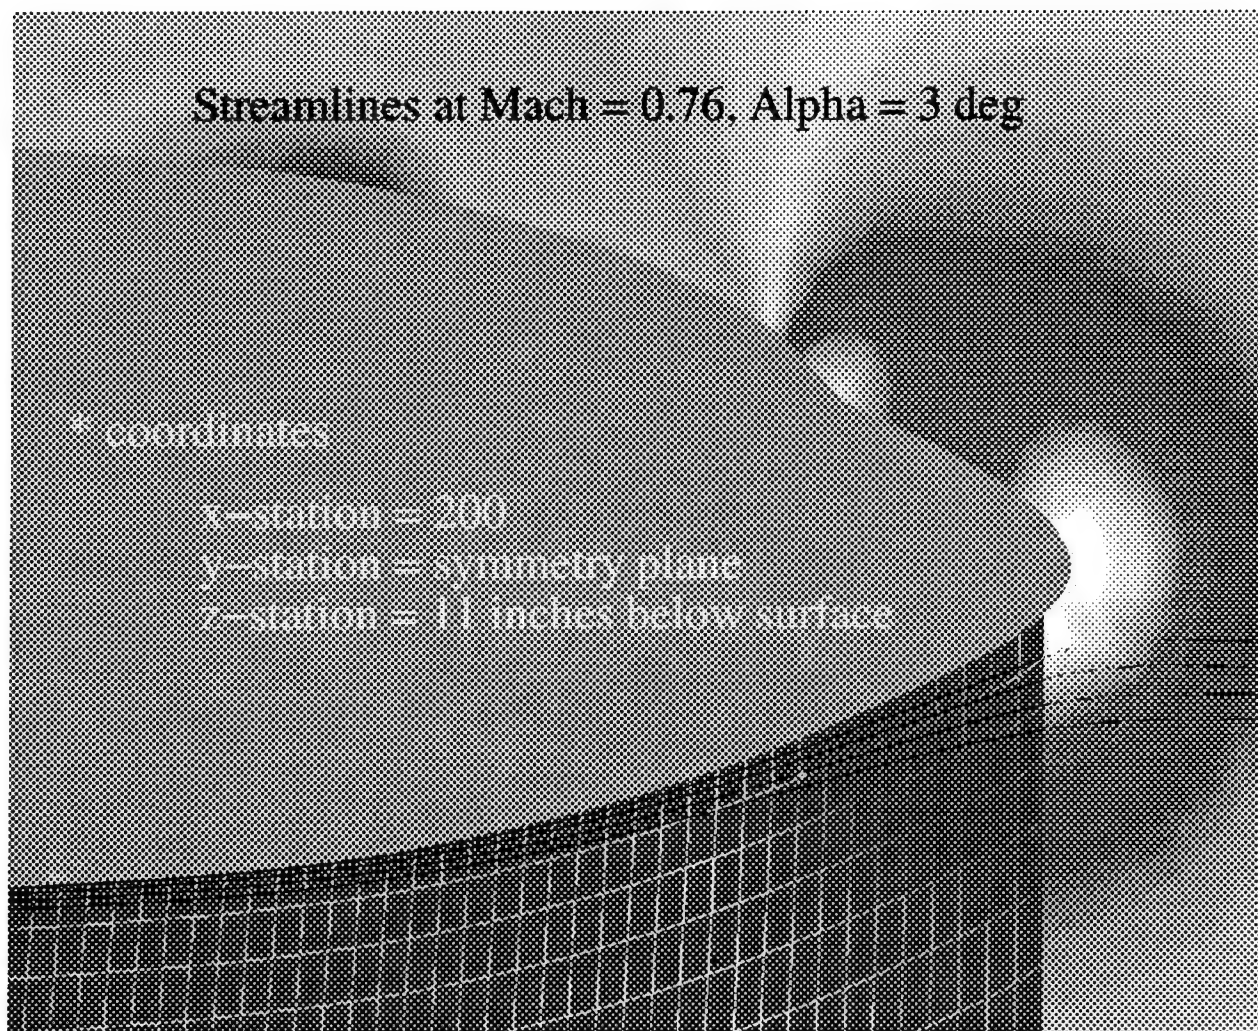 Streamlines at Mach = 0.76. Alpha = 3 deg
* coordinates
x-station = 200
y-station = symmetry plane
z-station = 11 inches below surface